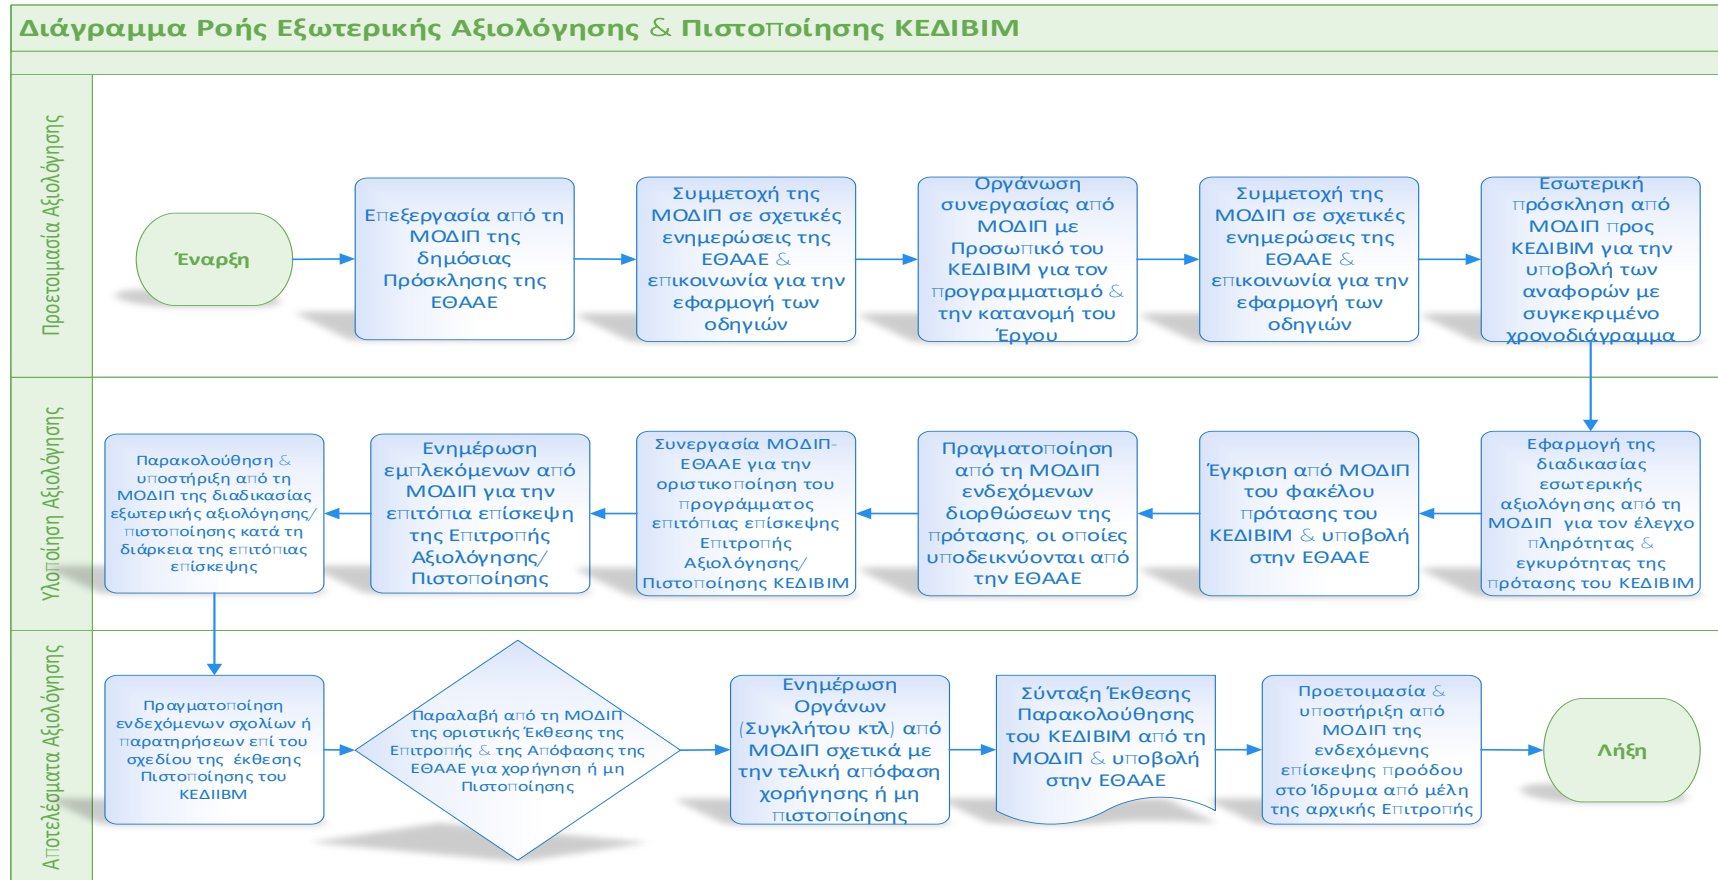 Διάγραμμα Ροής Εξωτερικής Αξιολόγησης & Πιστοποίησης ΚΕΔΙΒΙΜ
Προετοιμασία Αξιολόγησης
Έναρξη
Επεξεργασία από τη
ΜΟΔΙΠ της
δημόσιας
Πρόσκλησης της
ΕΘΑΑΕ
Συμμετοχή της
ΜΟΔΙΠ σε σχετικές
ενημερώσεις της
ΕΘΑΑΕ &
επικοινωνία για την
εφαρμογή των
οδηγιών
Οργάνωση
συνεργασίας από
ΜΟΔΙΠ με
Προσωπικό του
ΚΕΔΙΒΙΜ για τον
προγραμματισμό &
την κατανομή του
Έργου
Συμμετοχή της
ΜΟΔΙΠ σε σχετικές
ενημερώσεις της
ΕΘΑΑΕ &
επικοινωνία για την
εφαρμογή των
οδηγιών
Εσωτερική
πρόσκληση από
ΜΟΔΙΠ προς
ΚΕΔΙΒΙΜ για την
υποβολή των
αναφορών με
συγκεκριμένο
χρονοδιάγραμμα
Υλοποίηση Αξιολόγησης
Παρακολούθηση &
υποστήριξη από τη
ΜΟΔΙΠ της διαδικασίας
εξωτερικής αξιολόγησης/
πιστοποίησης κατά τη
διάρκεια της επιτόπιας
επίσκεψης
Ενημέρωση
εμπλεκόμενων από
ΜΟΔΙΠ για την
επιτόπια επίσκεψη
της Επιτροπής
Αξιολόγησης/
Πιστοποίησης
Συνεργασία ΜΟΔΙΠ-
ΕΘΑΑΕ για την
οριστικοποίηση του
προγράμματος
επιτόπιας επίσκεψης
Επιτροπής
Αξιολόγησης/
Πιστοποίησης ΚΕΔΙΒΙΜ
Πραγματοποίηση
από τη ΜΟΔΙΠ
ενδεχόμενων
διορθώσεων της
πρότασης, οι οποίες
υποδεικνύονται από
την ΕΘΑΑΕ
Έγκριση από ΜΟΔΙΠ
του φακέλου
πρότασης του
ΚΕΔΙΒΙΜ & υποβολή
στην ΕΘΑΑΕ
Εφαρμογή της
διαδικασίας
εσωτερικής
αξιολόγησης από τη
ΜΟΔΙΠ για τον έλεγχο
πληρότητας &
εγκυρότητας της
πρότασης του ΚΕΔΙΒΙΜ
Αποτελέσματα Αξιολόγησης
Πραγματοποίηση
ενδεχόμενων σχολίων ή
παρατηρήσεων επί του
σχεδίου της έκθεσης
Πιστοποίησης του
ΚΕΔΙΙΒΜ
Παραλαβή από τη ΜΟΔΙΠ
της οριστικής Έκθεσης της
Επιτροπής & της Απόφασης της
ΕΘΑΑΕ για χορήγηση ή μη
Πιστοποίησης
Ενημέρωση
Οργάνων
(Συγκλήτου κτλ) από
ΜΟΔΙΠ σχετικά με
την τελική απόφαση
χορήγησης ή μη
πιστοποίησης
Σύνταξη Έκθεσης
Παρακολούθησης
του ΚΕΔΙΒΙΜ από τη
ΜΟΔΙΠ & υποβολή
στην ΕΘΑΑΕ
Προετοιμασία &
υποστήριξη από
ΜΟΔΙΠ της
ενδεχόμενης
επίσκεψης προόδου
στο Ίδρυμα από μέλη
της αρχικής Επιτροπής
Λήξη